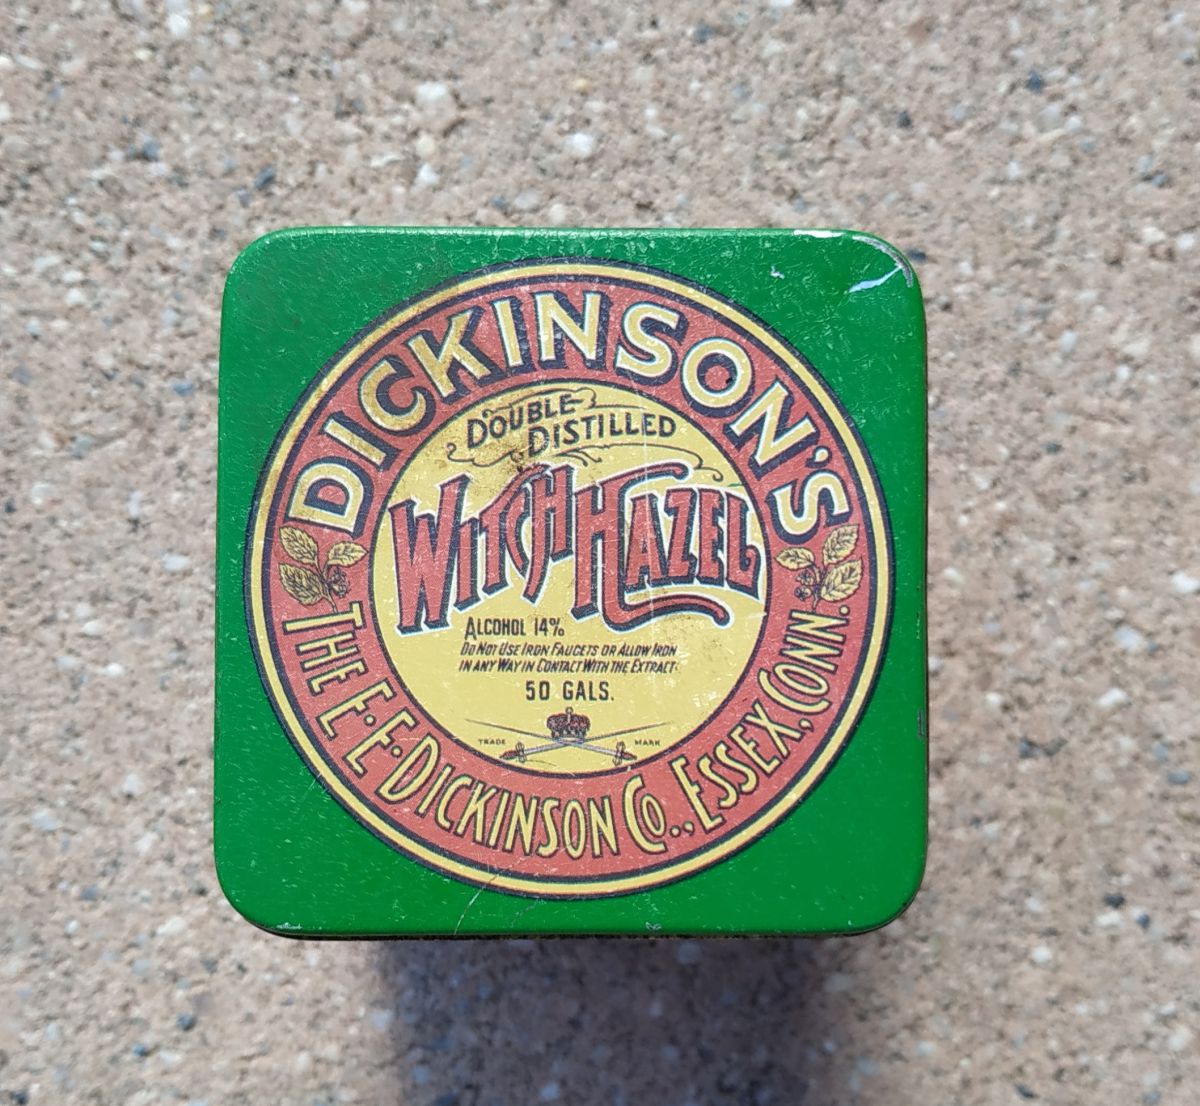 DICKINSON'S
DOUBLE
DISTILLED
WITCH HAZEL
ALCOHOL 14%
DO NOT USE IRON FAUCETS OR ALLOW IRON
IN ANY WAY IN CONTACT WITH THE EXTRACT.
50 GALS.
TRADE MARK
THE E. E. DICKINSON CO., ESSEX, CONN.